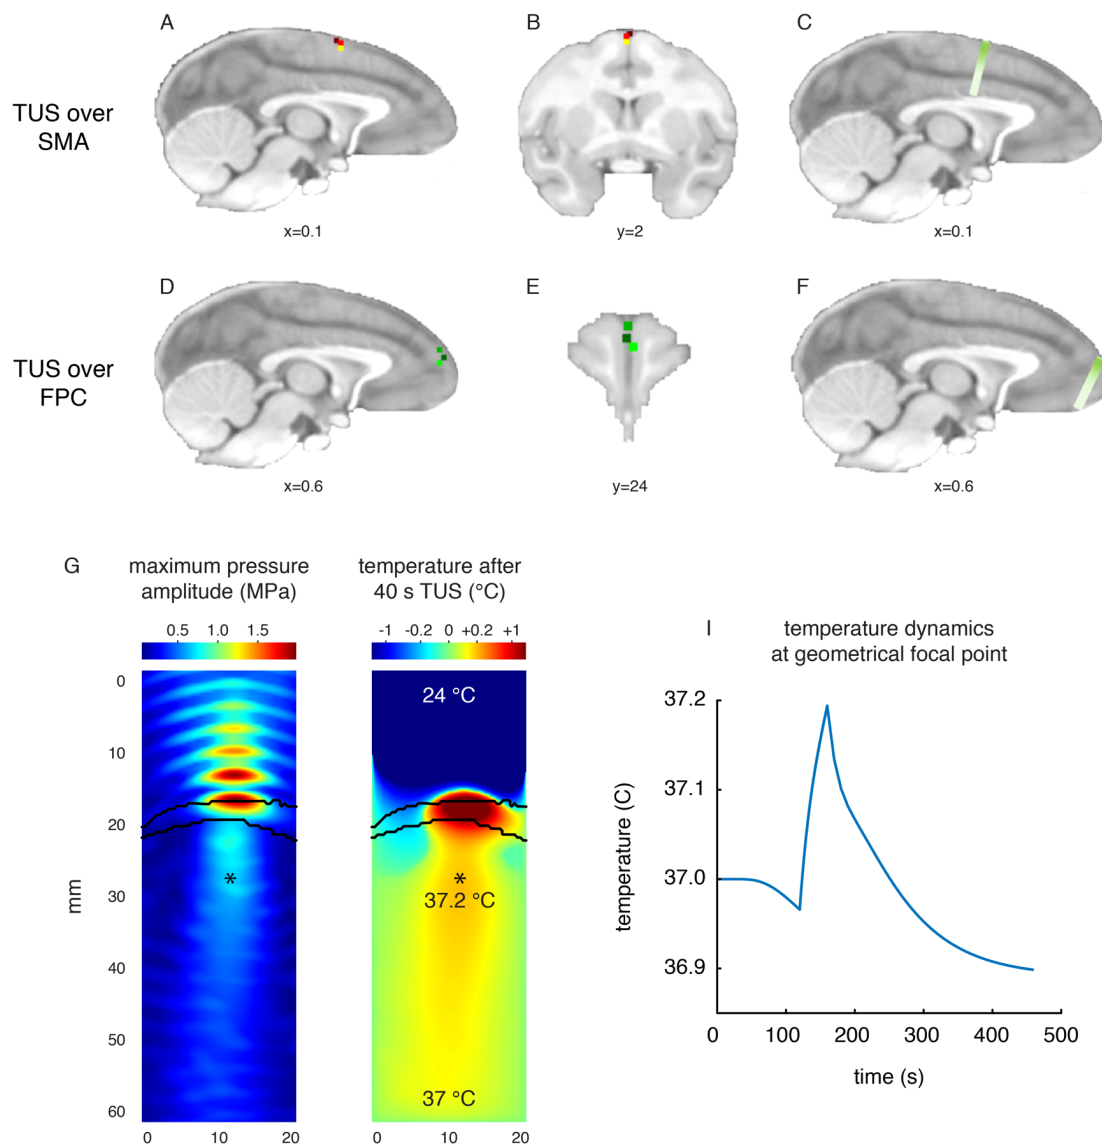 A
B
C
TUS over
SMA
x=0.1
y=2
x=0.1
D
E
F
TUS over
FPC
x=0.6
y=24
x=0.6
G
maximum pressure
amplitude (MPa)
0.5 1.0 1.5
temperature after
40 s TUS (°C)
-1 -0.2 0 +0.2 +1
mm
0
10
20
30
40
50
60
0 10 20
24 °C
*
*
37.2 °C
37 °C
0 10 20
I
temperature dynamics
at geometrical focal point
temperature (C)
37.2
37.1
37.0
36.9
0 100 200 300 400 500
time (s)